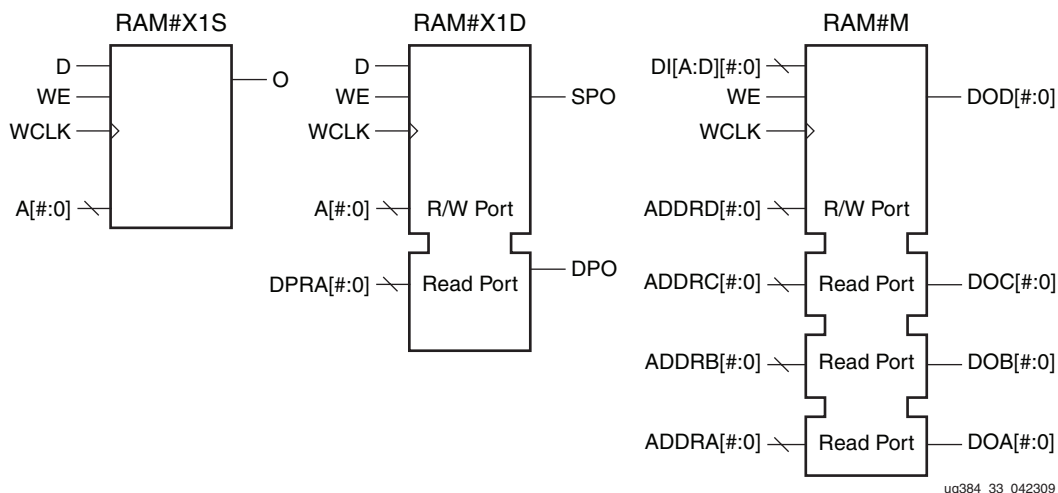 RAM#X1S
D
WE
WCLK
A[#:0]
O
RAM#X1D
D
WE
WCLK
A[#:0]
R/W Port
DPRA[#:0]
Read Port
SPO
DPO
RAM#M
DI[A:D][#:0]
WE
WCLK
DOD[#:0]
ADDRD[#:0]
R/W Port
ADDRC[#:0]
Read Port
DOC[#:0]
ADDRB[#:0]
Read Port
DOB[#:0]
ADDRA[#:0]
Read Port
DOA[#:0]
ug384_33_042309